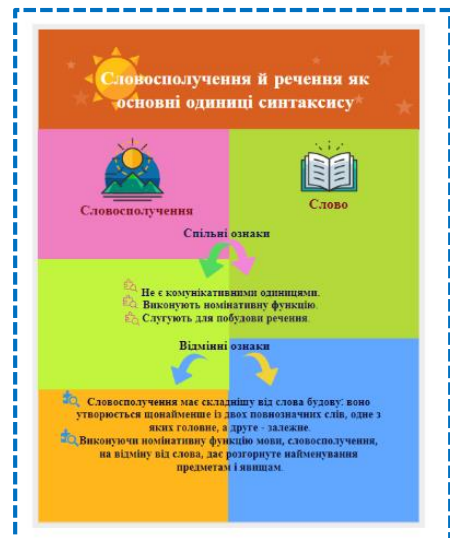 Словосполучення й речення як
основні одиниці синтаксису
Словосполучення
Слово
Спільні ознаки
Не є комунікативними одиницями.
Виконують номінативну функцію.
Слугують для побудови речення.
Відмінні ознаки
Словосполучення має складнішу від слова будову: воно
утворюється щонайменше із двох повнозначних слів, одне з
яких головне, а друге - залежне.
Виконуючи номінативну функцію мови, словосполучення,
на відміну від слова, дає розгорнуте найменування
предметам і явищам.